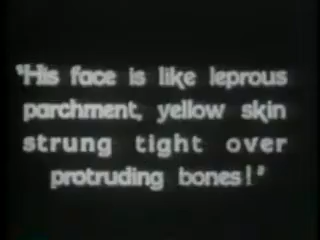 "His face is like leprous
parchment, yellow skin
strung tight over
protruding bones!"